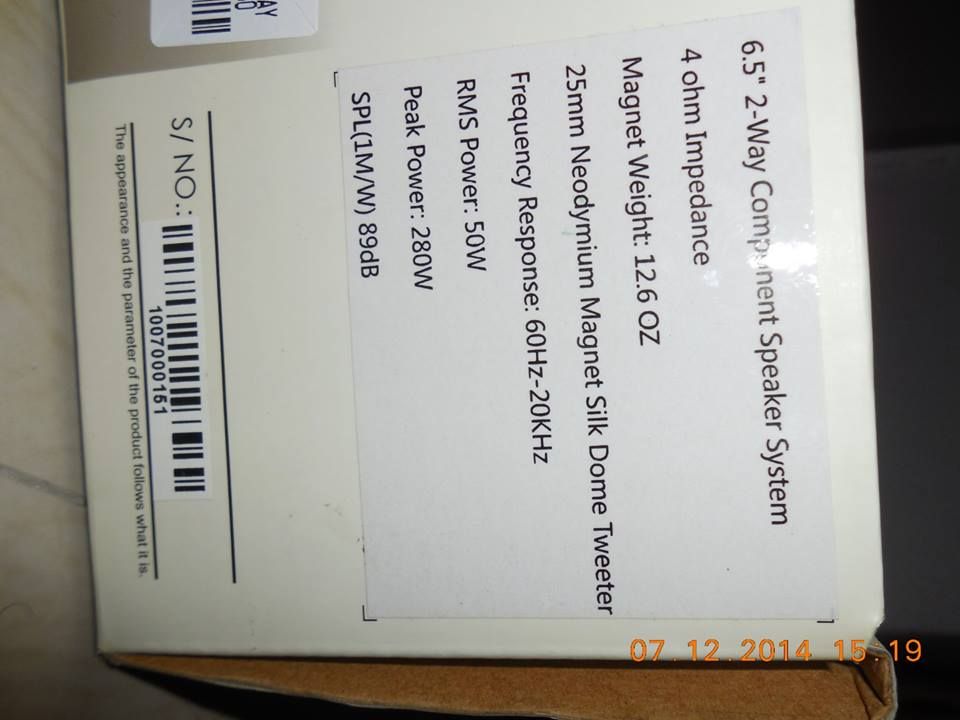 AY
6.5" 2-Way Component Speaker System
4 ohm Impedance
Magnet Weight: 12.6 OZ
25mm Neodymium Magnet Silk Dome Tweeter
Frequency Response: 60Hz-20KHz
RMS Power: 50W
Peak Power: 280W
SPL(1M/W) 89dB
S/ NO.:
1007000151
The appearance and the parameter of the product follows what it is.
07.12.2014 15:19